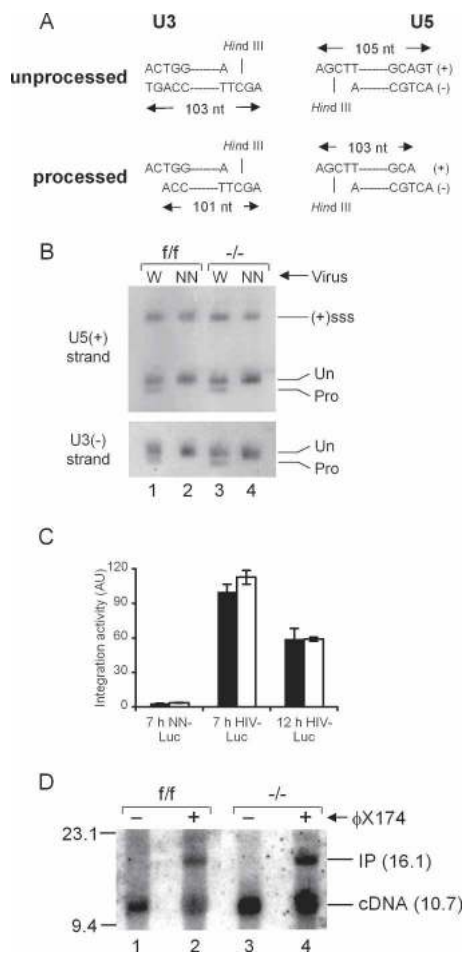 A U3 U5
Hind III 105 nt
unprocessed ACTGG-------A AGCTT-------GCAGT (+)
TGACC--------TTCGA A-------CGTCA (-)
103 nt Hind III
Hind III 103 nt
processed ACTGG-------A AGCTT-------GCA (+)
ACC--------TTCGA A-------CGTCA (-)
101 nt Hind III
B f/f -/-
W NN W NN Virus
(+)sss
U5(+)
strand
Un
Pro
U3(-)
strand
Un
Pro
1 2 3 4
C
Integration activity (AU)
120
90
60
30
0
7 h NN-
Luc
7 h HIV-
Luc
12 h HIV-
Luc
D f/f -/-
– + – + ϕX174
23.1
IP (16.1)
cDNA (10.7)
9.4
1 2 3 4